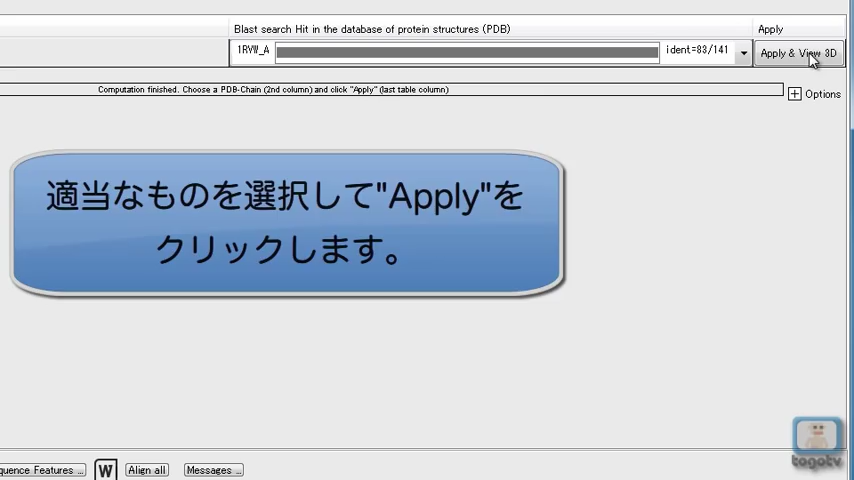 Blast search Hit in the database of protein structures (PDB)
Apply
1RYW_A
ident=83/141
Apply & View 3D
Computation finished. Choose a PDB-Chain (2nd column) and click "Apply" (last table column)
Options
適当なものを選択して"Apply"を
クリックします。
togotv
quence Features ...
W
Align all
Messages ...